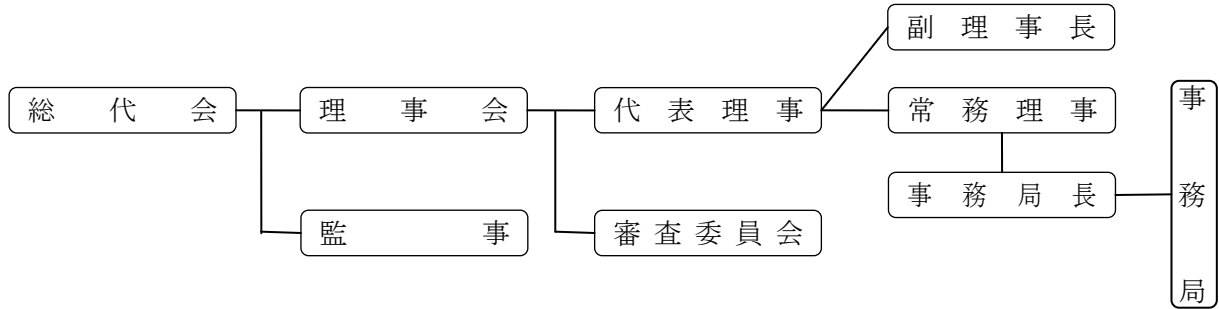 副理事長
総代会
理事会
代表理事
常務理事
事務局長
監事
審査委員会
事務局